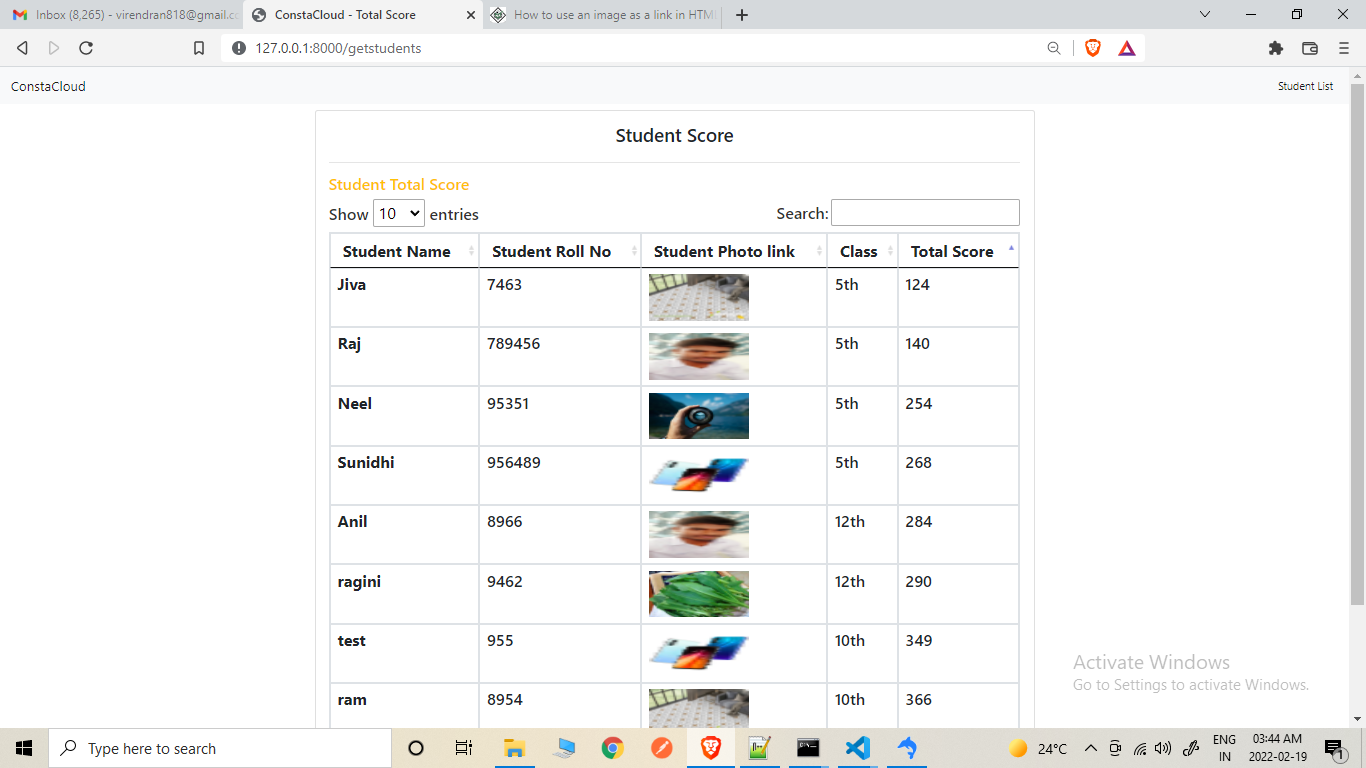 Inbox (8,265) - virendran818@gmail.co
ConstaCloud - Total Score
How to use an image as a link in HTM
127.0.0.1:8000/getstudents
ConstaCloud
Student List
Student Score
Student Total Score
Show 10 entries
Search:
Student Name Student Roll No Student Photo link Class Total Score
Jiva 7463 5th 124
Raj 789456 5th 140
Neel 95351 5th 254
Sunidhi 956489 5th 268
Anil 8966 12th 284
ragini 9462 12th 290
test 955 10th 349
ram 8954 10th 366
Activate Windows
Go to Settings to activate Windows.
Type here to search
24°C
ENG
IN
03:44 AM
2022-02-19
1